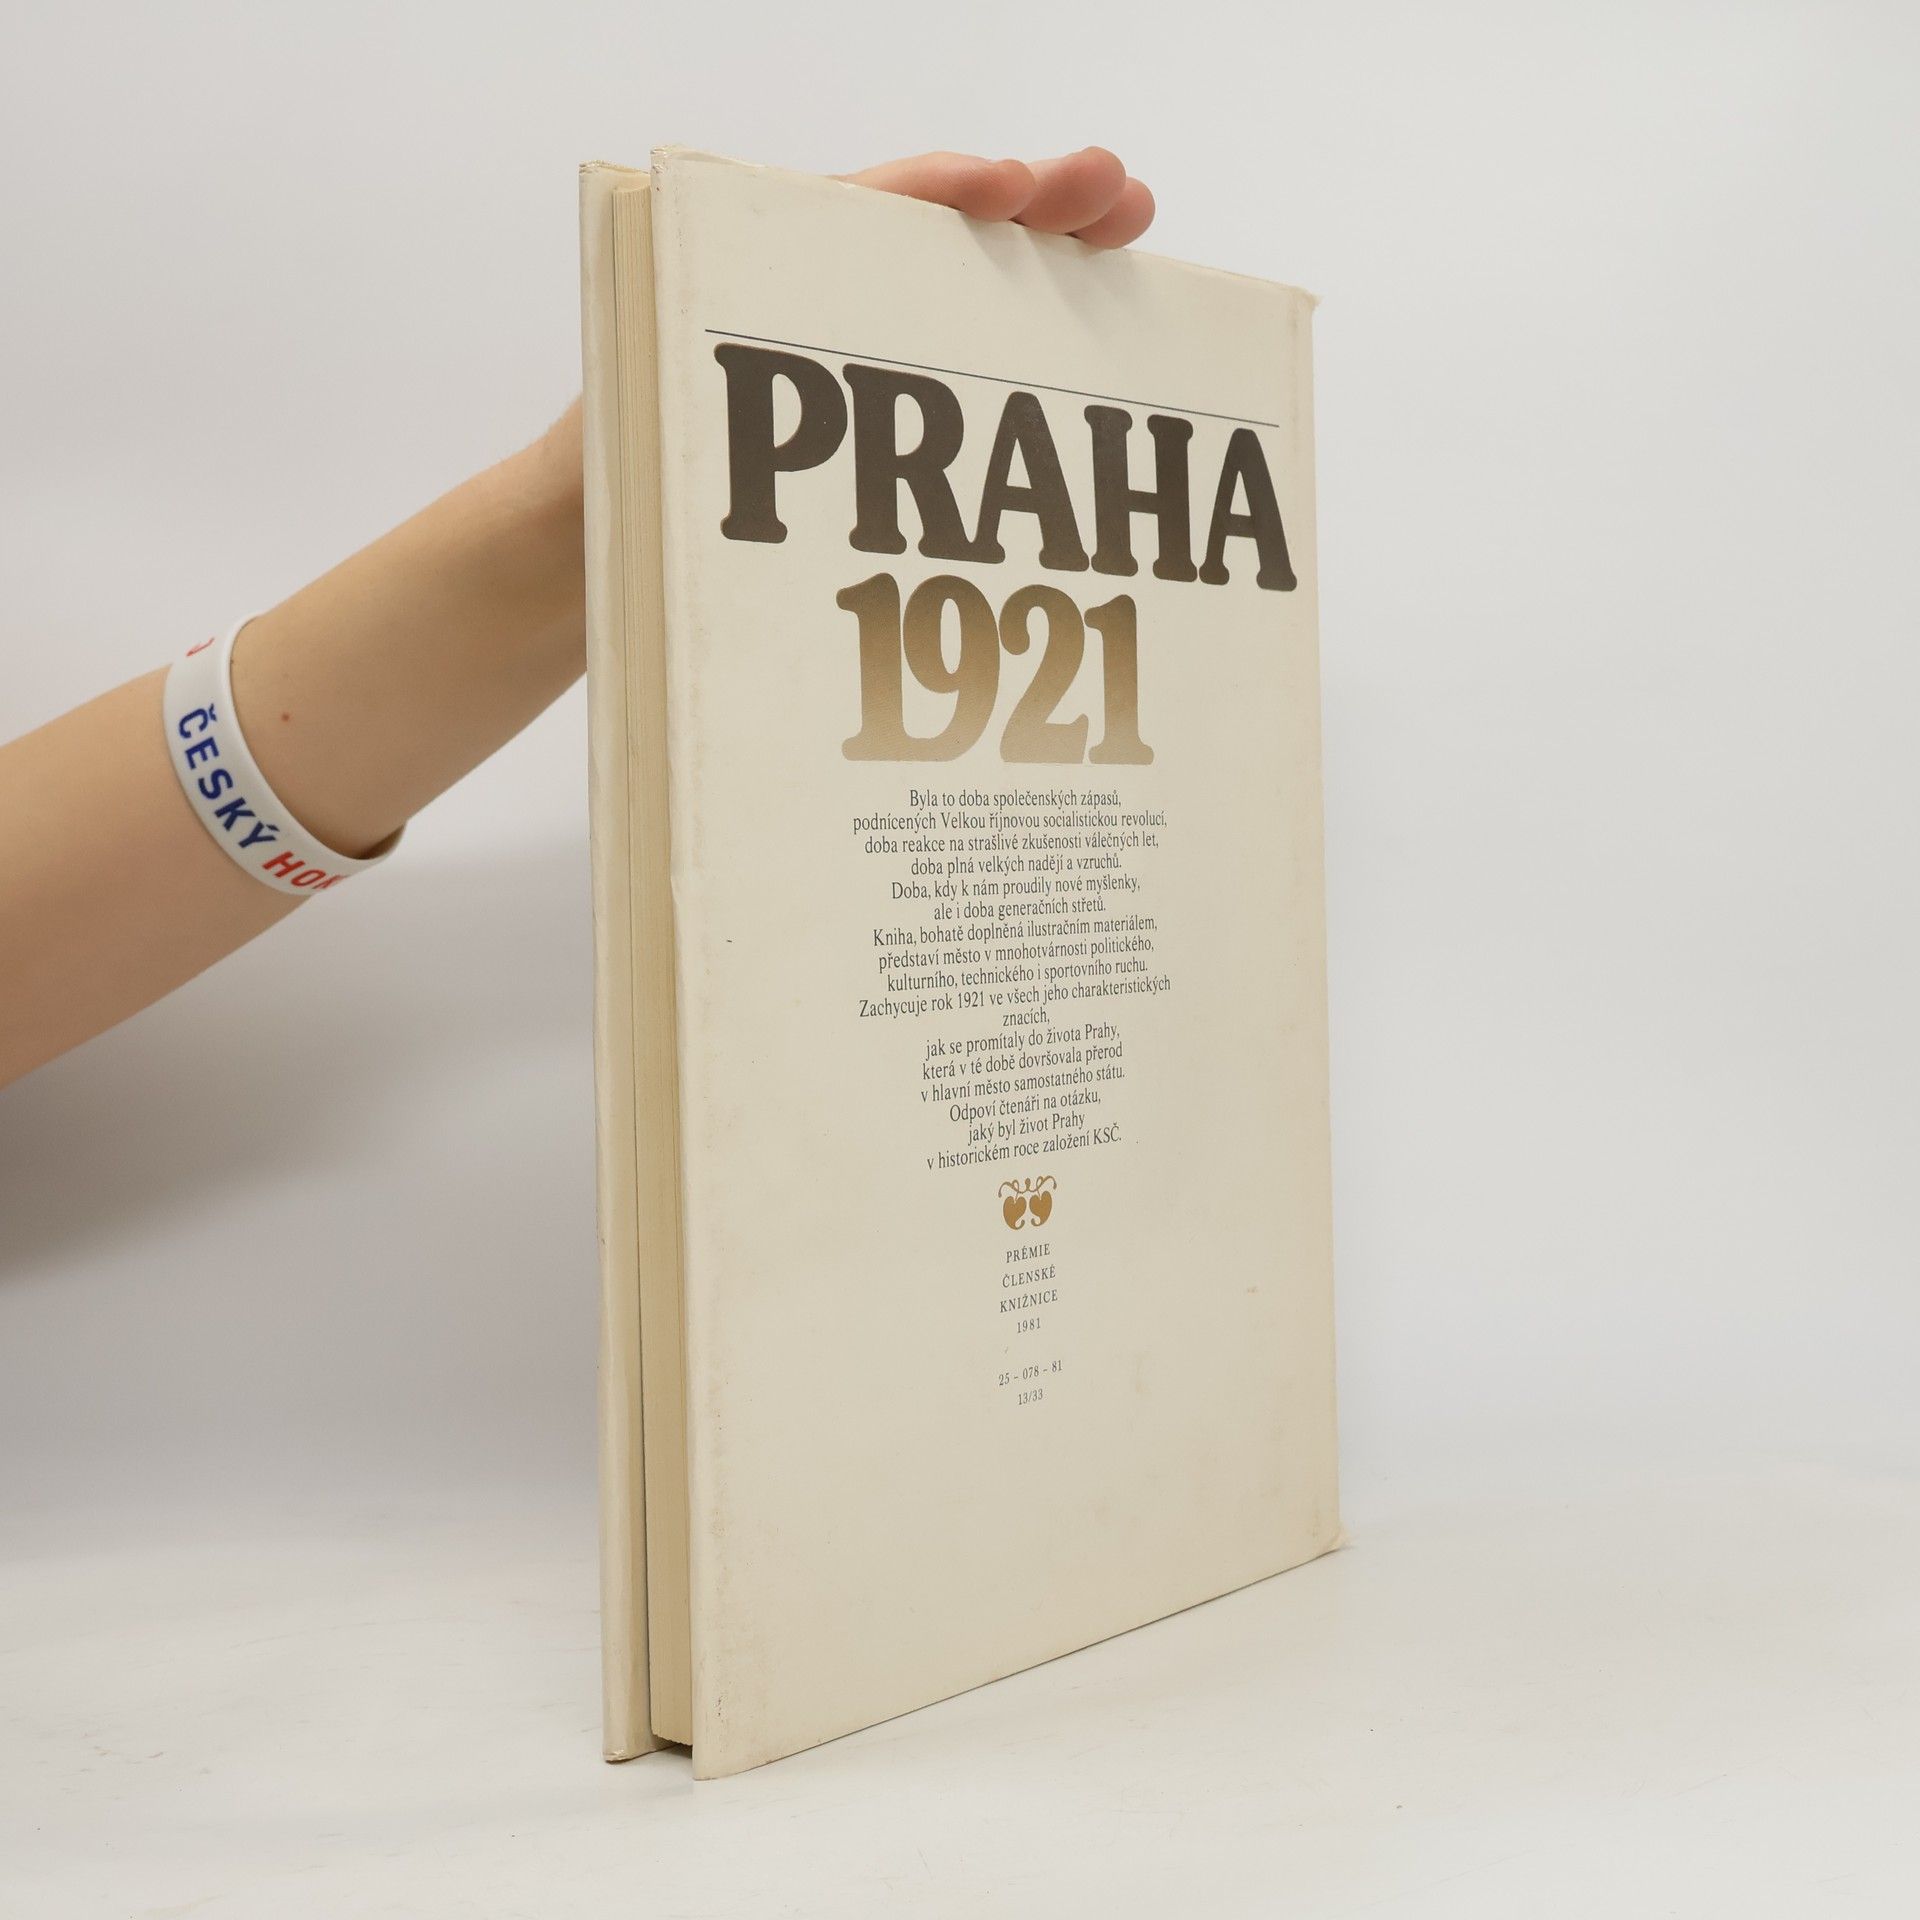 PRAHA
1921
Byla to doba společenských zápasů,
podnícených Velkou říjnovou socialistickou revolucí,
doba reakce na strašlivé zkušenosti válečných let,
doba plná velkých nadějí a vzruchů.
Doba, kdy k nám proudily nové myšlenky,
ale i doba generačních střetů.
Kniha, bohatě doplněná ilustračním materiálem,
představí město v mnohotvárnosti politického,
kulturního, technického i sportovního ruchu.
Zachycuje rok 1921 ve všech jeho charakteristických
znacích,
jak se promítaly do života Prahy,
která v té době dovršovala přerod
v hlavní město samostatného státu.
Odpoví čtenáři na otázku,
jaký byl život Prahy
v historickém roce založení KSČ.
PRÉMIE
ČLENSKÉ
KNIŽNICE
1981
25 – 078 – 81
13/33
ČESKÝ